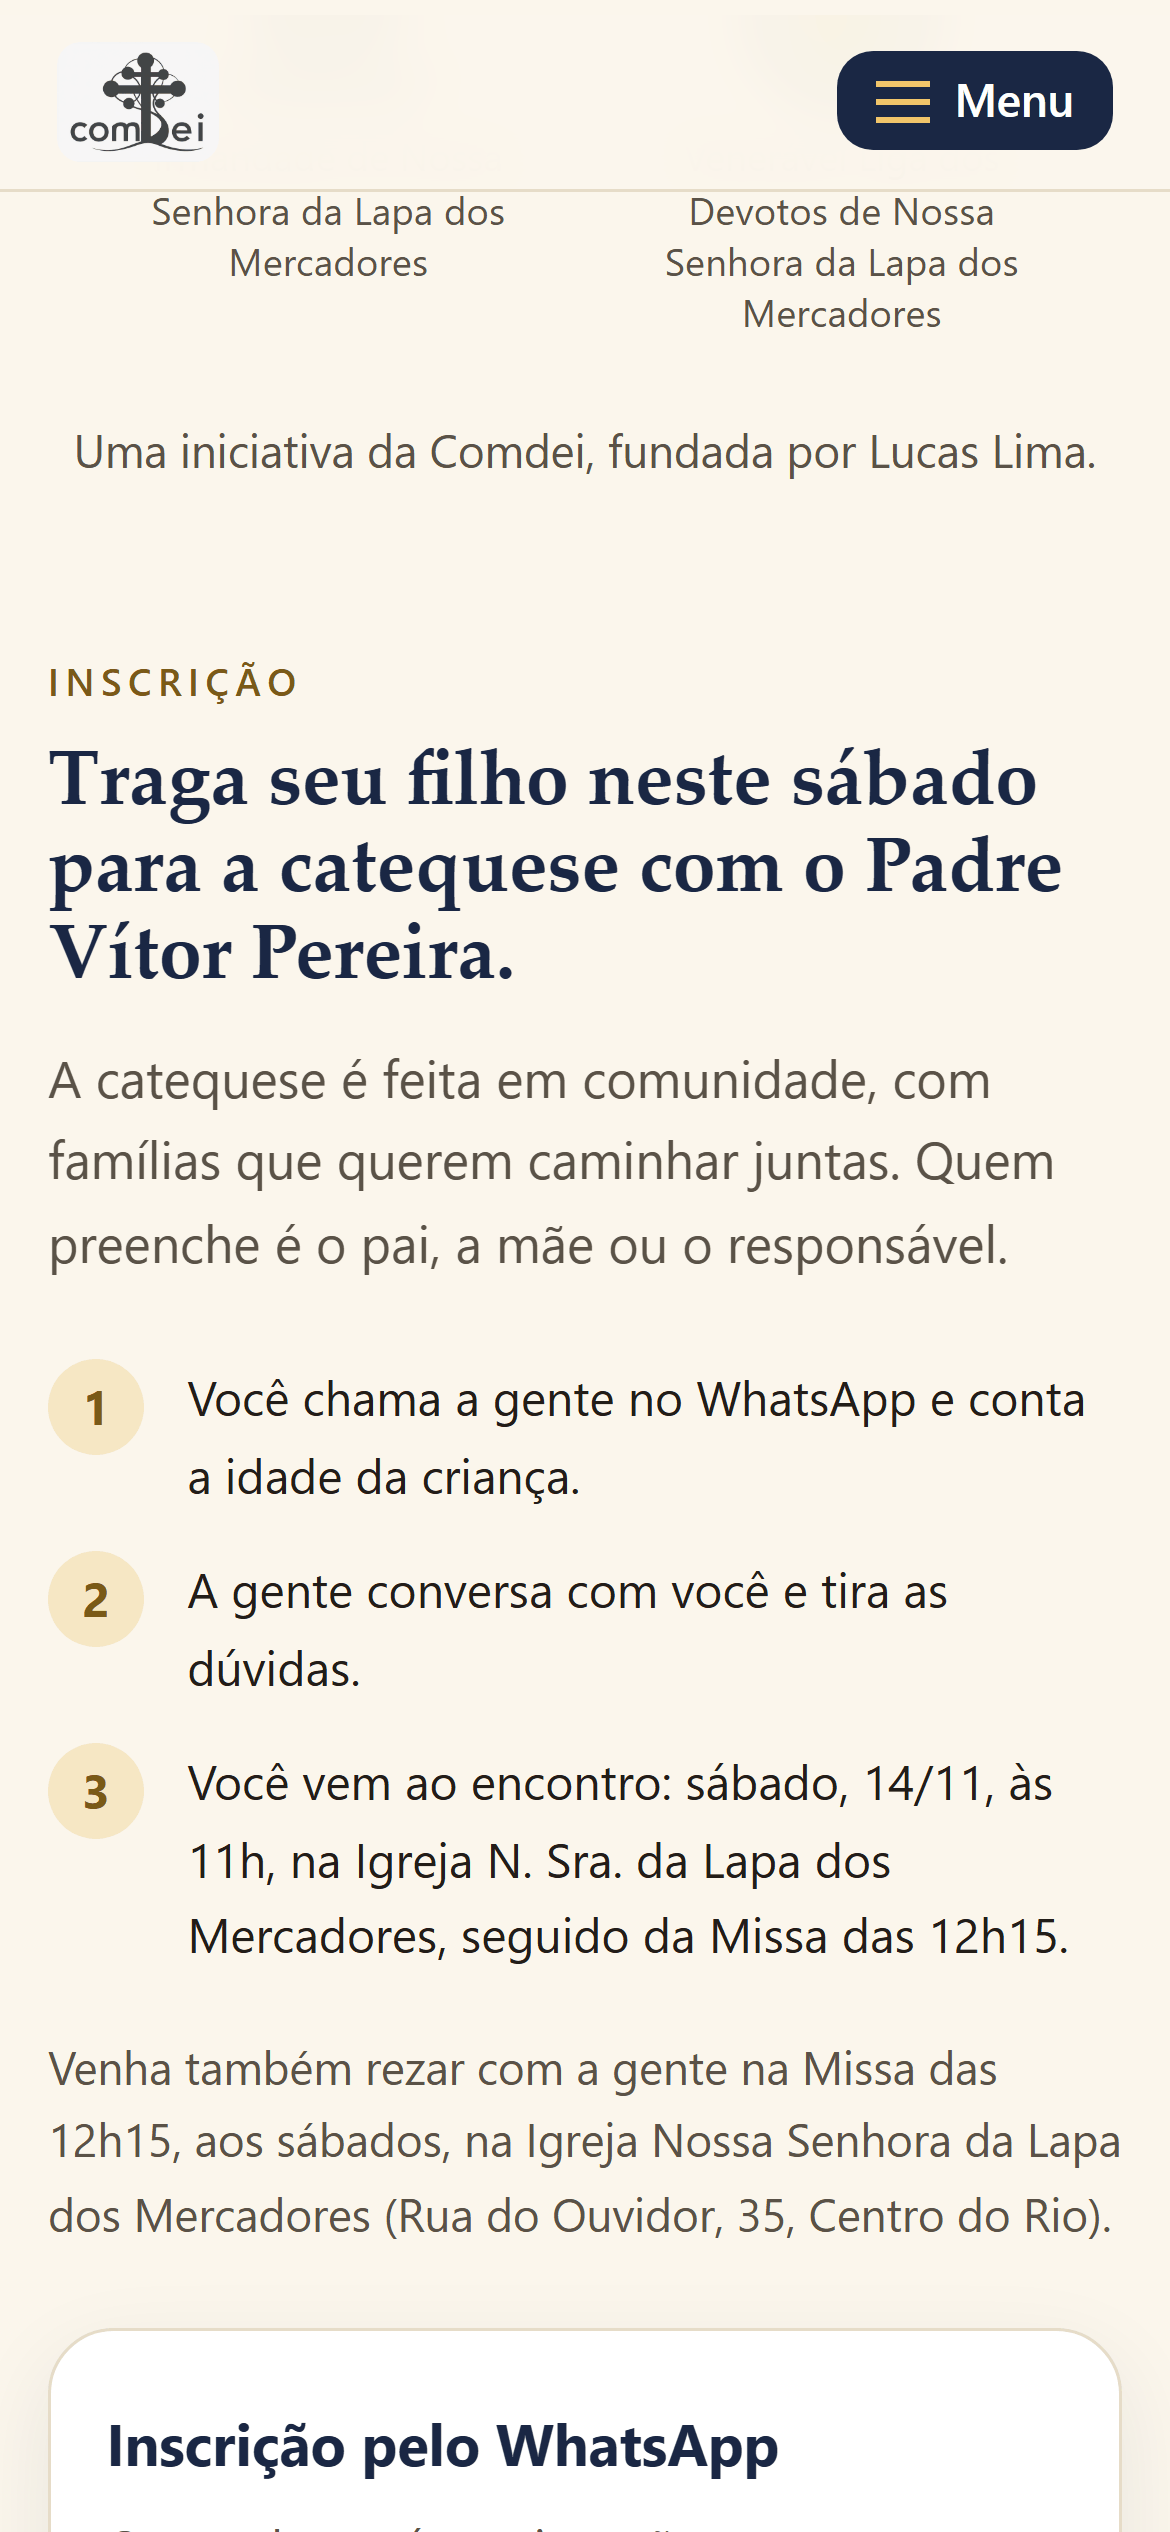 comdei
Menu
Senhora da Lapa dos
Mercadores
Devotos de Nossa
Senhora da Lapa dos
Mercadores
Uma iniciativa da Comdei, fundada por Lucas Lima.
INSCRIÇÃO
Traga seu filho neste sábado
para a catequese com o Padre
Vítor Pereira.
A catequese é feita em comunidade, com
famílias que querem caminhar juntas. Quem
preenche é o pai, a mãe ou o responsável.
1
Você chama a gente no WhatsApp e conta
a idade da criança.
2
A gente conversa com você e tira as
dúvidas.
3
Você vem ao encontro: sábado, 14/11, às
11h, na Igreja N. Sra. da Lapa dos
Mercadores, seguido da Missa das 12h15.
Venha também rezar com a gente na Missa das
12h15, aos sábados, na Igreja Nossa Senhora da Lapa
dos Mercadores (Rua do Ouvidor, 35, Centro do Rio).
Inscrição pelo WhatsApp